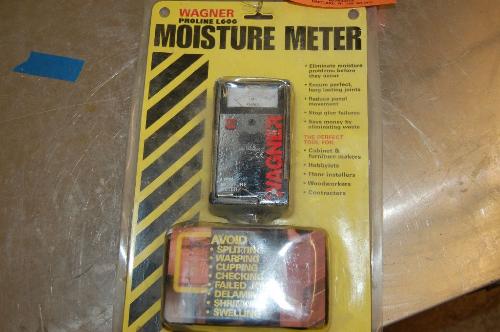 WAGNER
PROLINE L606
MOISTURE METER
• Eliminate moisture
problems before
they occur
• Ensure perfect,
long lasting joints
• Reduce panel
movement
• Stop glue failures
• Save money by
eliminating waste
THE PERFECT
TOOL FOR:
• Cabinet &
furniture makers
• Hobbyists
• Floor installers
• Woodworkers
• Contractors
WAGNER
MOISTURE
AVOID
• SPLITTING
• WARPING
• CUPPING
• CHECKING
• FAILED
• SWELLING